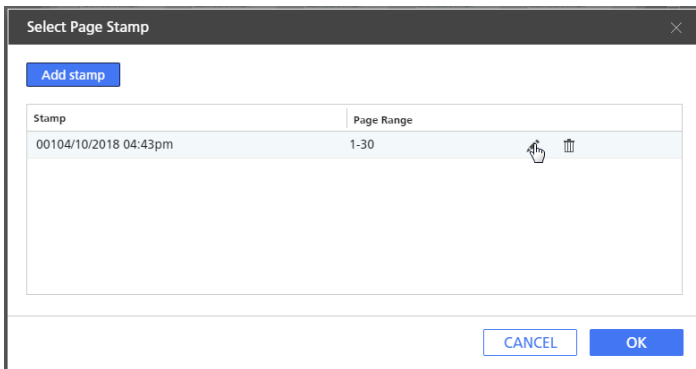 Select Page Stamp
Add stamp
Stamp Page Range
00104/10/2018 04:43pm 1-30
CANCEL OK